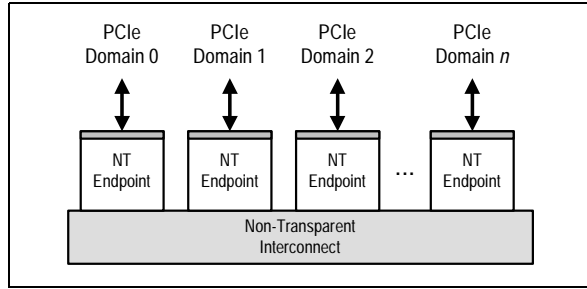 PCIe
Domain 0
PCIe
Domain 1
PCIe
Domain 2
PCIe
Domain n
NT
Endpoint
NT
Endpoint
NT
Endpoint
...
NT
Endpoint
Non-Transparent
Interconnect